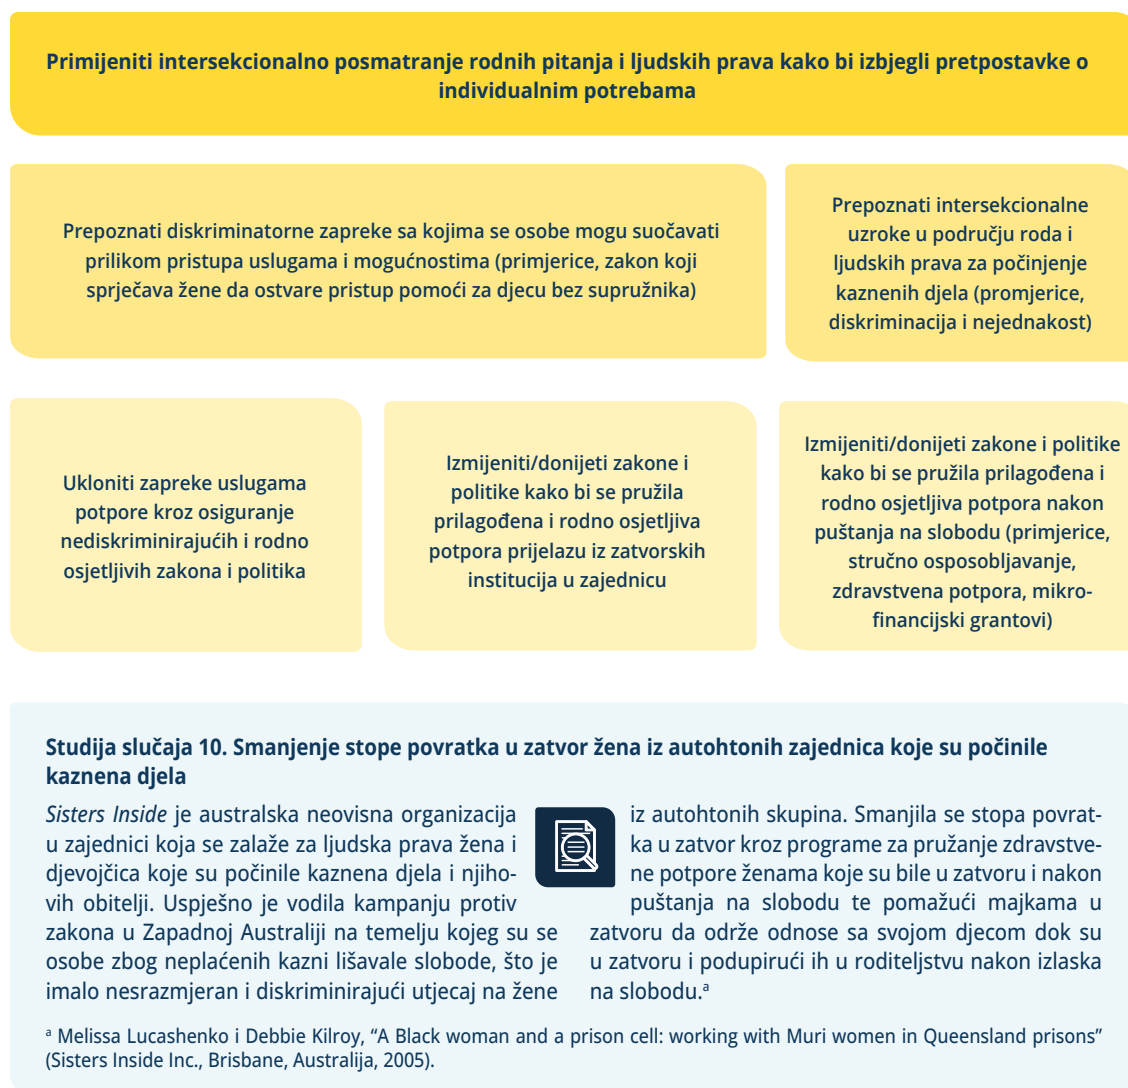 Primijeniti intersekcionalno posmatranje rodnih pitanja i ljudskih prava kako bi izbjegli pretpostavke o
individualnim potrebama
Prepoznati diskriminatorne zapreke sa kojima se osobe mogu suočavati
prilikom pristupa uslugama i mogućnostima (primjerice, zakon koji
sprječava žene da ostvare pristup pomoći za djecu bez supružnika)
Prepoznati intersekcionalne
uzroke u području roda i
ljudskih prava za počinjenje
kaznenih djela (promjerice,
diskriminacija i nejednakost)
Ukloniti zapreke uslugama
potpore kroz osiguranje
nediskriminirajućih i rodno
osjetljivih zakona i politika
Izmijeniti/donijeti zakone i
politike kako bi se pružila
prilagođena i rodno osjetljiva
potpora prijelazu iz zatvorskih
institucija u zajednicu
Izmijeniti/donijeti zakone i politike
kako bi se pružila prilagođena i
rodno osjetljiva potpora nakon
puštanja na slobodu (primjerice,
stručno osposobljavanje,
zdravstvena potpora, mikro-
financijski grantovi)
Studija slučaja 10. Smanjenje stope povratka u zatvor žena iz autohtonih zajednica koje su počinile
kaznena djela
Sisters Inside je australska neovisna organizacija
u zajednici koja se zalaže za ljudska prava žena i
djevojčica koje su počinile kaznena djela i njiho-
vih obitelji. Uspješno je vodila kampanju protiv
zakona u Zapadnoj Australiji na temelju kojeg su se
osobe zbog neplaćenih kazni lišavale slobode, što je
imalo nesrazmjeran i diskriminirajući utjecaj na žene
iz autohtonih skupina. Smanjila se stopa povrat-
ka u zatvor kroz programe za pružanje zdravstve-
ne potpore ženama koje su bile u zatvoru i nakon
puštanja na slobodu te pomažući majkama u
zatvoru da održe odnose sa svojom djecom dok su
u zatvoru i podupirući ih u roditeljstvu nakon izlaska
na slobodu.ᵃ
ᵃ Melissa Lucashenko i Debbie Kilroy, “A Black woman and a prison cell: working with Muri women in Queensland prisons”
(Sisters Inside Inc., Brisbane, Australija, 2005).